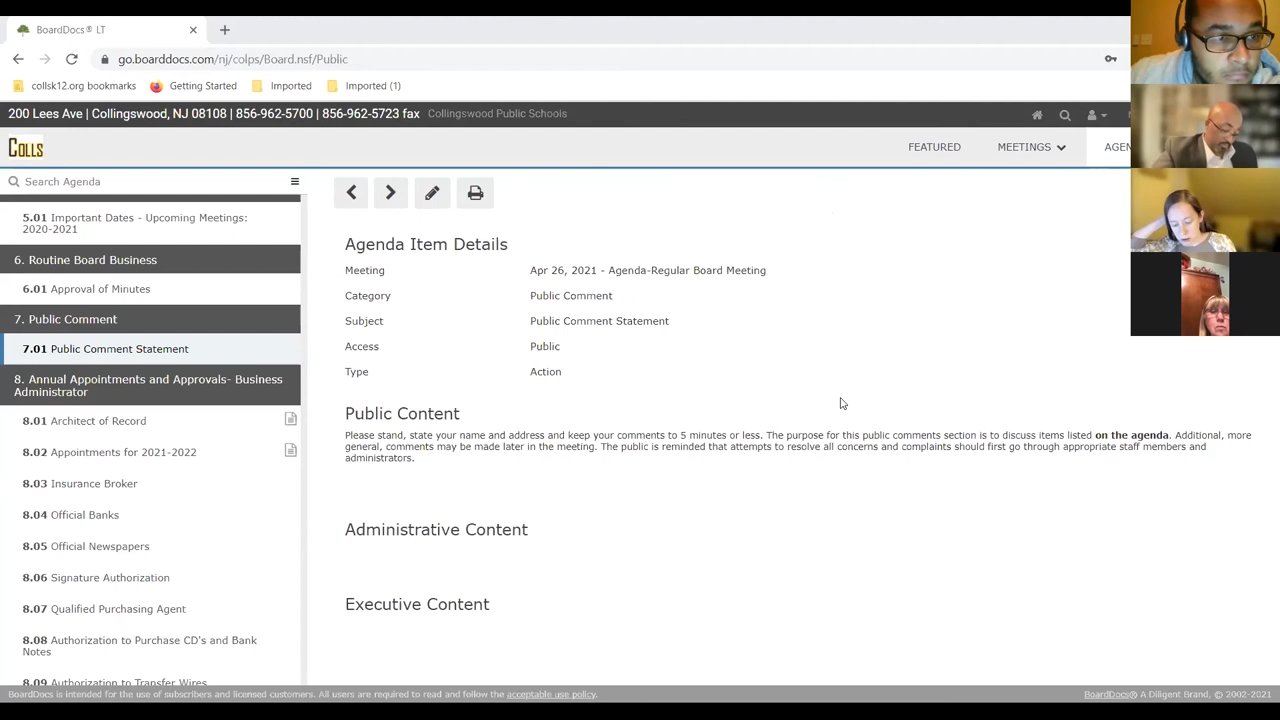 BoardDocs® LT
go.boarddocs.com/nj/colps/Board.nsf/Public
collsk12.org bookmarks Getting Started Imported Imported (1)
200 Lees Ave | Collingswood, NJ 08108 | 856-962-5700 | 856-962-5723 fax Collingswood Public Schools
COLLS FEATURED MEETINGS AGEN
Search Agenda
5.01 Important Dates - Upcoming Meetings:
2020-2021
6. Routine Board Business
6.01 Approval of Minutes
7. Public Comment
7.01 Public Comment Statement
8. Annual Appointments and Approvals- Business
Administrator
8.01 Architect of Record
8.02 Appointments for 2021-2022
8.03 Insurance Broker
8.04 Official Banks
8.05 Official Newspapers
8.06 Signature Authorization
8.07 Qualified Purchasing Agent
8.08 Authorization to Purchase CD's and Bank
Notes
8.09 Authorization to Transfer Wires
Agenda Item Details
Meeting Apr 26, 2021 - Agenda-Regular Board Meeting
Category Public Comment
Subject Public Comment Statement
Access Public
Type Action
Public Content
Please stand, state your name and address and keep your comments to 5 minutes or less. The purpose for this public comments section is to discuss items listed on the agenda. Additional, more
general, comments may be made later in the meeting. The public is reminded that attempts to resolve all concerns and complaints should first go through appropriate staff members and
administrators.
Administrative Content
Executive Content
BoardDocs is intended for the use of subscribers and licensed customers. All users are required to read and follow the acceptable use policy. BoardDocs® A Diligent Brand, © 2002-2021